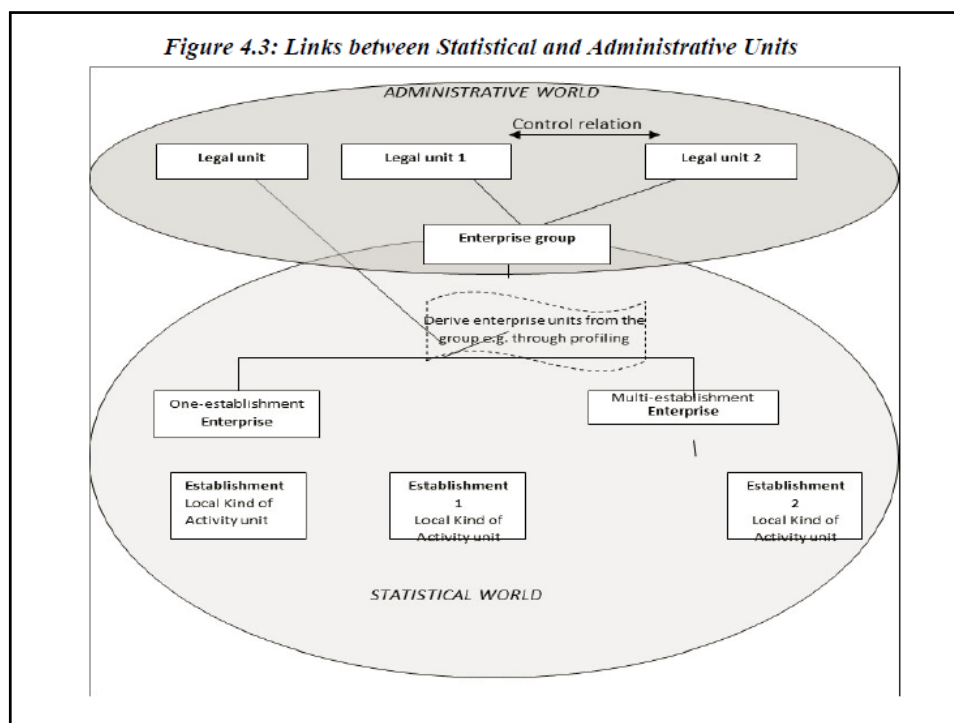 Figure 4.3: Links between Statistical and Administrative Units
ADMINISTRATIVE WORLD
Control relation
Legal unit
Legal unit 1
Legal unit 2
Enterprise group
Derive enterprise units from the
group e.g. through profiling
One-establishment
Enterprise
Multi-establishment
Enterprise
Establishment
Local Kind of
Activity unit
Establishment
1
Local Kind of
Activity unit
Establishment
2
Local Kind of
Activity unit
STATISTICAL WORLD